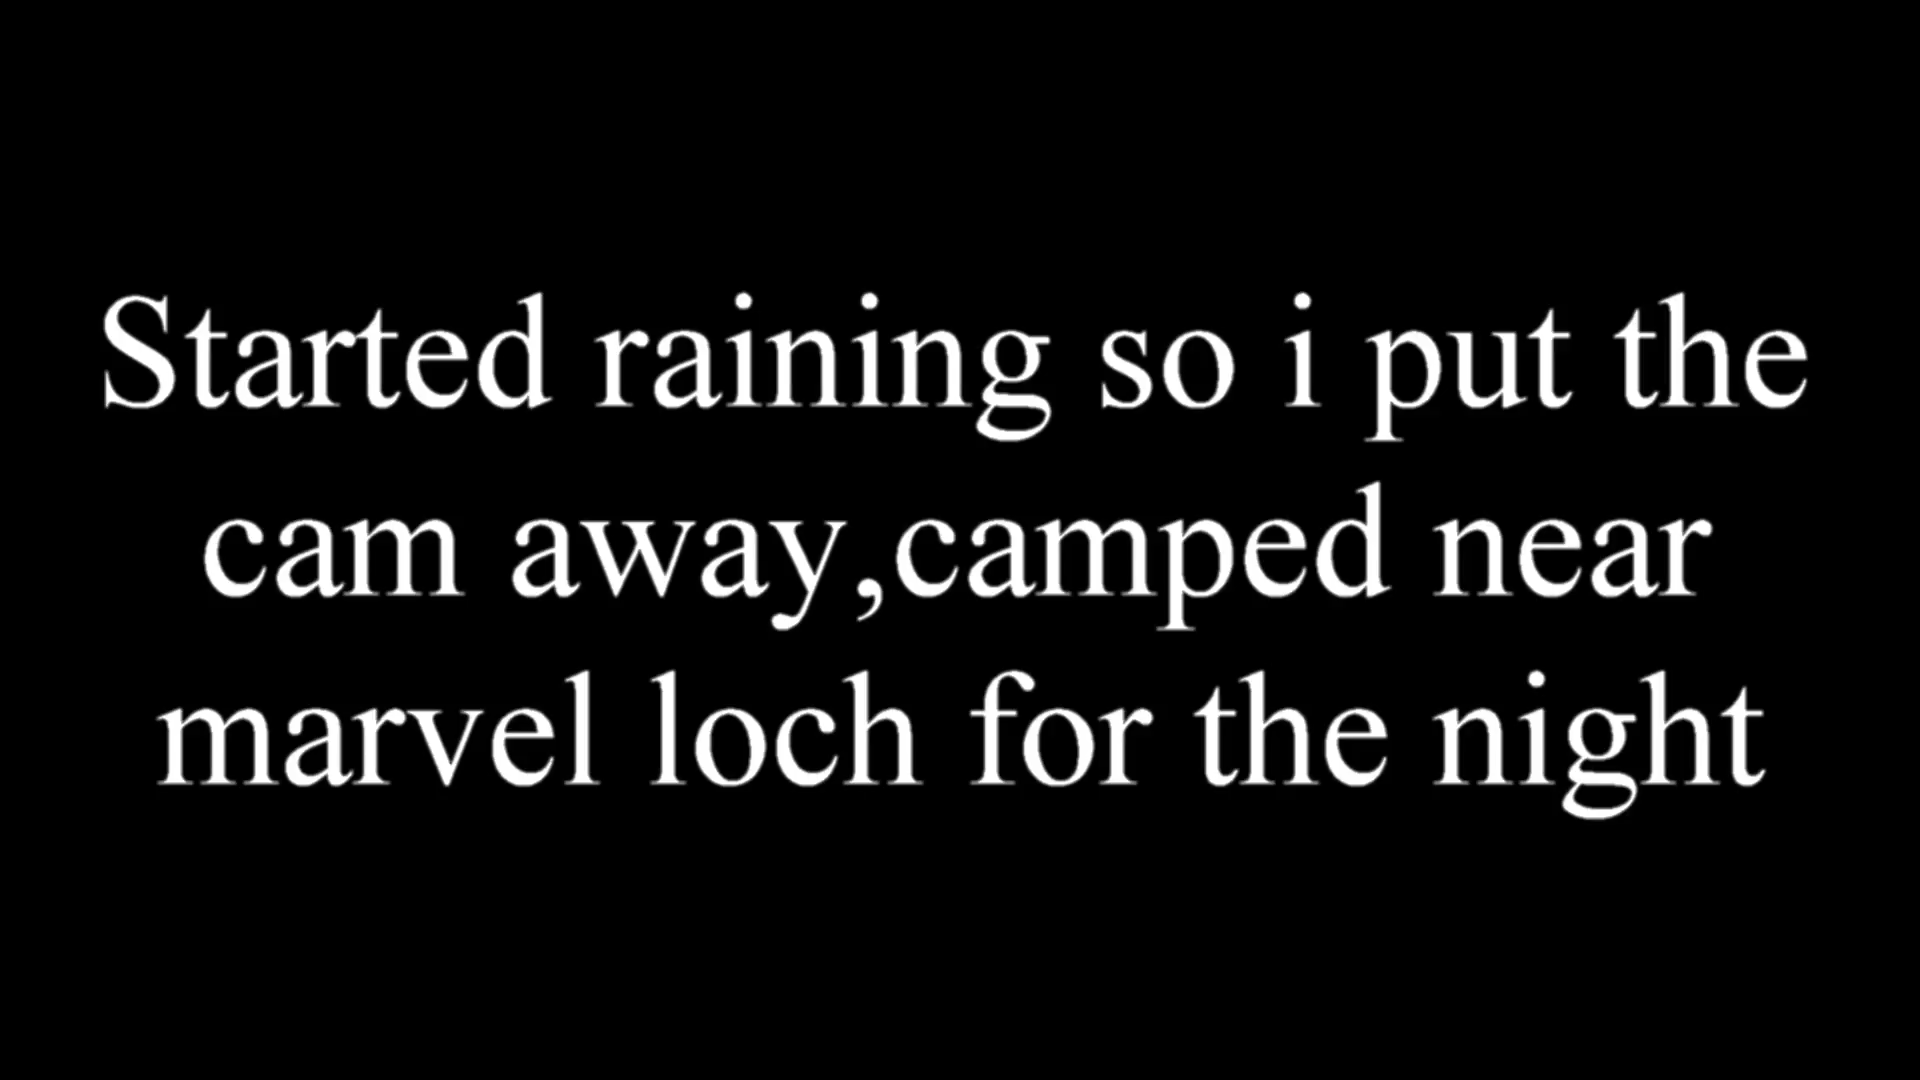 Started raining so i put the
cam away,camped near
marvel loch for the night